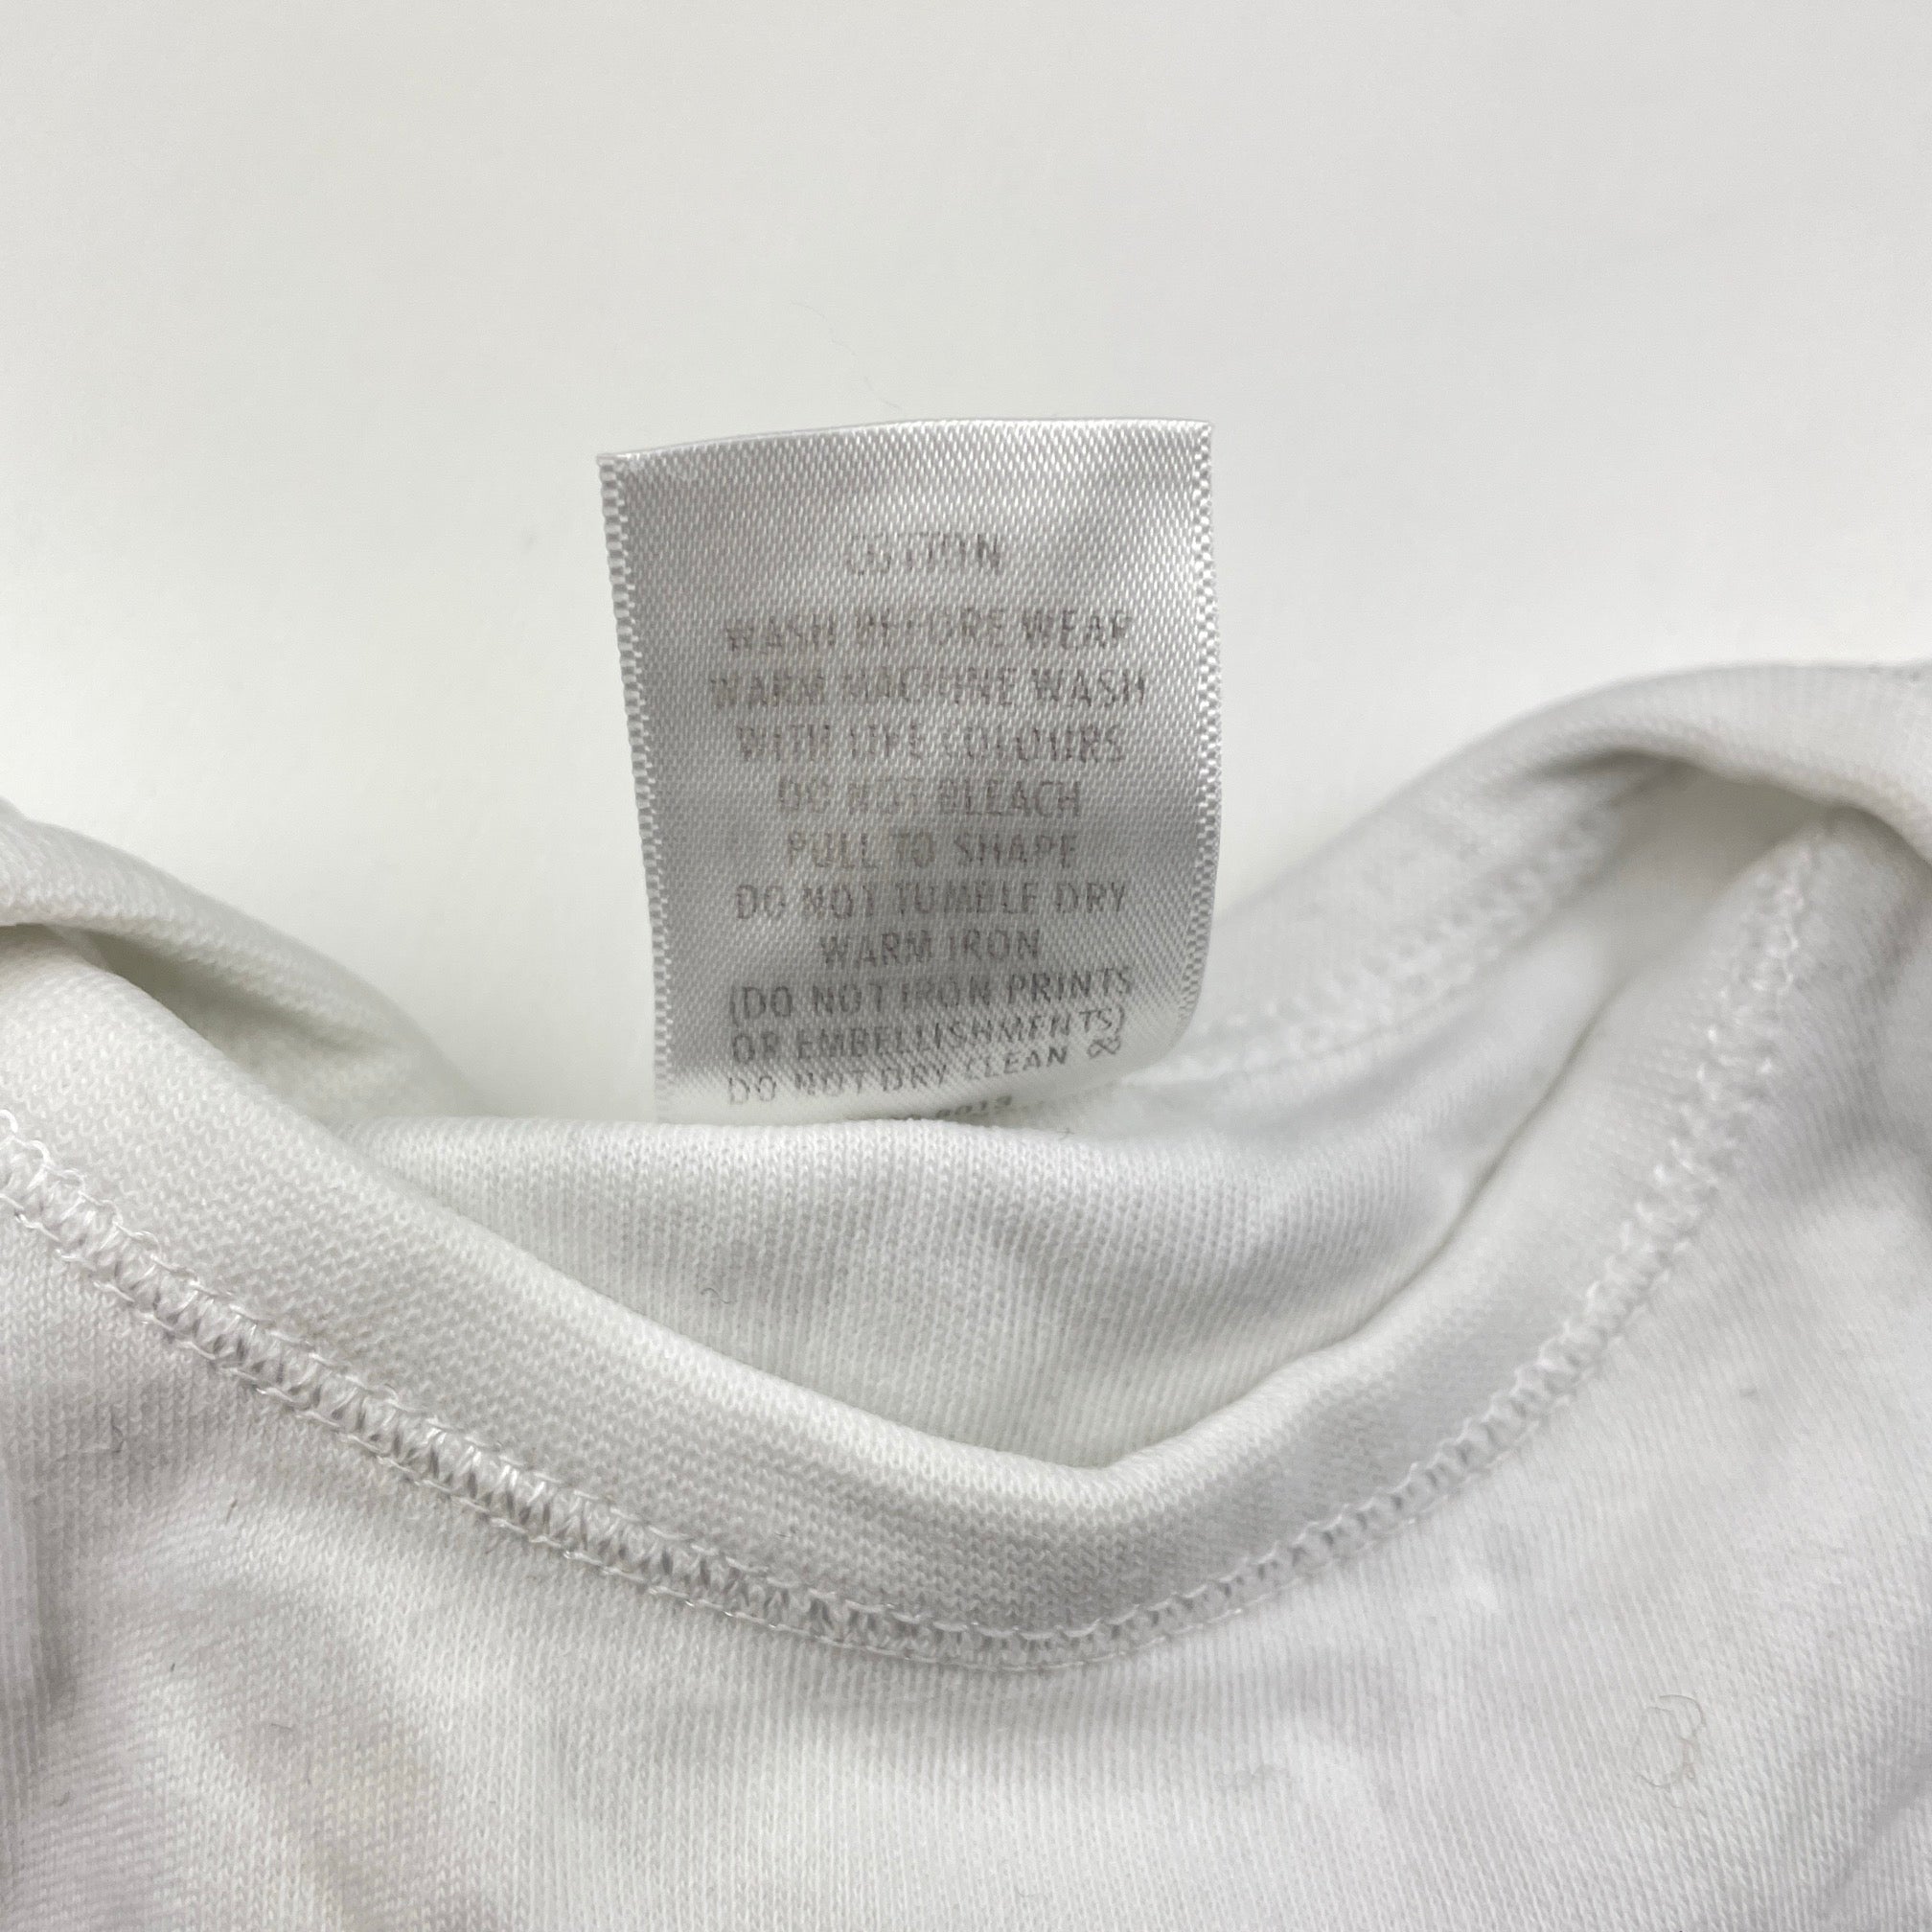 COTTON
WASH BEFORE WEAR
WARM MACHINE WASH
WITH LIKE COLOURS
DO NOT BLEACH
PULL TO SHAPE
DO NOT TUMBLE DRY
WARM IRON
(DO NOT IRON PRINTS
OR EMBELLISHMENTS)
DO NOT DRY CLEAN